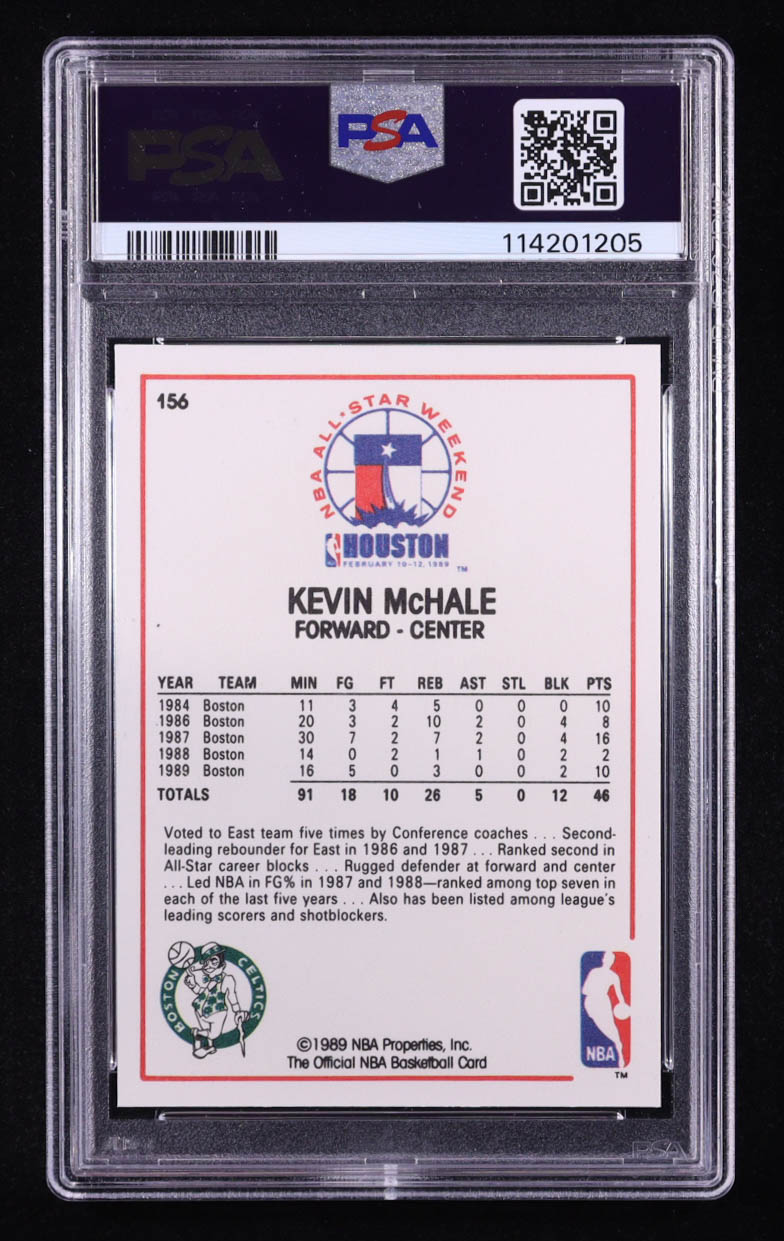 PSA
PSA
114201205
156
NBA ALL★STAR WEEKEND
HOUSTON
FEBRUARY 10-12, 1989
TM
KEVIN McHALE
FORWARD - CENTER
YEAR TEAM MIN FG FT REB AST STL BLK PTS
1984 Boston 11 3 4 5 0 0 0 10
1986 Boston 20 3 2 10 2 0 4 8
1987 Boston 30 7 2 7 2 0 4 16
1988 Boston 14 0 2 1 1 0 2 2
1989 Boston 16 5 0 3 0 0 2 10
TOTALS 91 18 10 26 5 0 12 46
Voted to East team five times by Conference coaches . . . Second-
leading rebounder for East in 1986 and 1987 . . . Ranked second in
All-Star career blocks . . . Rugged defender at forward and center
. . . Led NBA in FG% in 1987 and 1988—ranked among top seven in
each of the last five years . . . Also has been listed among league's
leading scorers and shotblockers.
BOSTON CELTICS
NBA
TM
©1989 NBA Properties, Inc.
The Official NBA Basketball Card
PSA